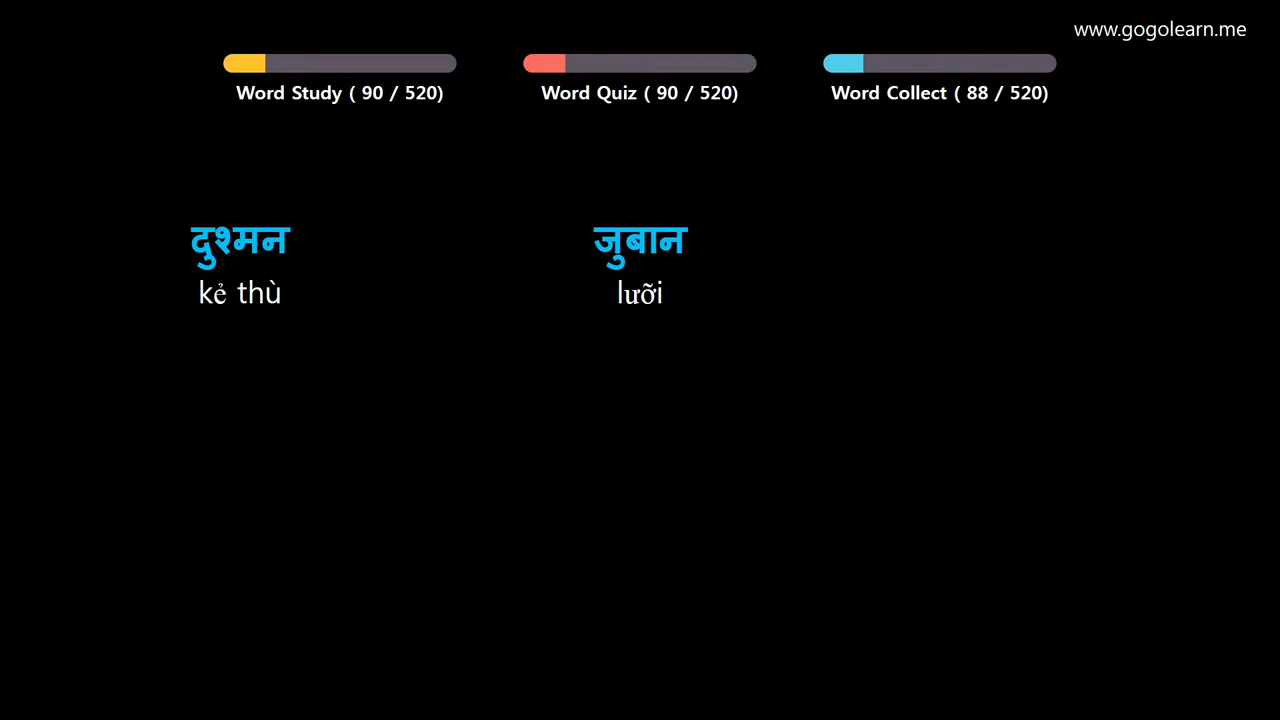 www.gogolearn.me
Word Study ( 90 / 520)
Word Quiz ( 90 / 520)
Word Collect ( 88 / 520)
दुश्मन
kẻ thù
जुबान
lưỡi